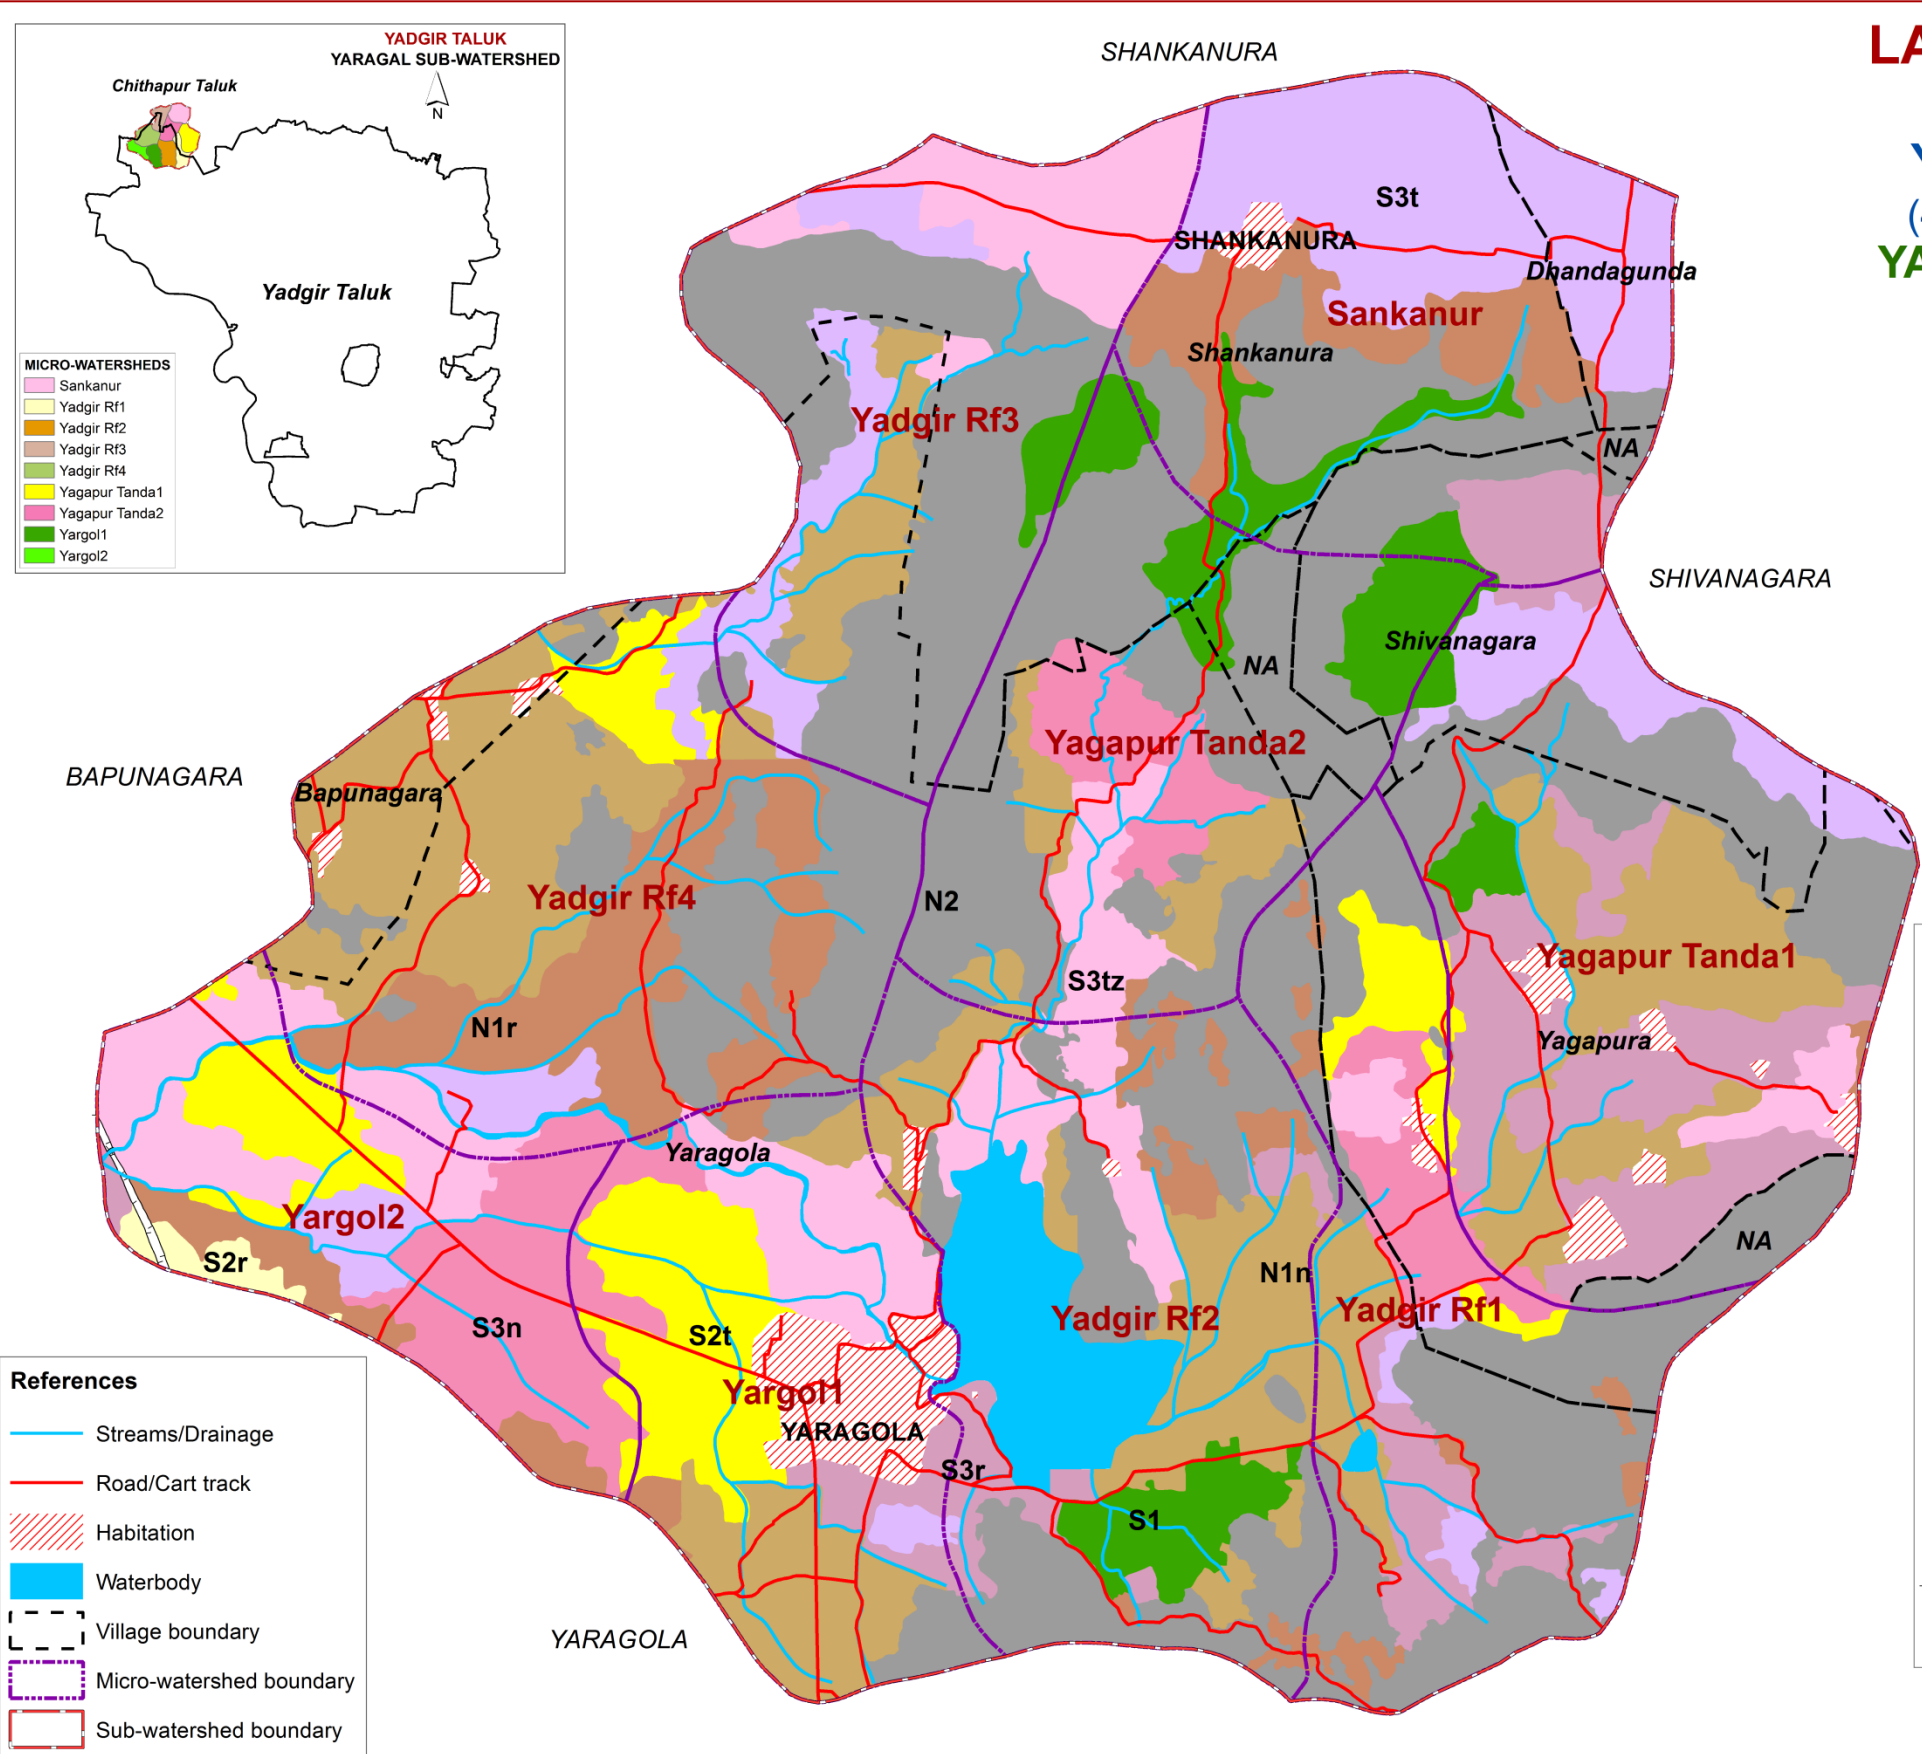 YADGIR TALUK
YARAGAL SUB-WATERSHED
N
Chithapur Taluk
Yadgir Taluk
MICRO-WATERSHEDS
Sankanur
Yadgir Rf1
Yadgir Rf2
Yadgir Rf3
Yadgir Rf4
Yagapur Tanda1
Yagapur Tanda2
Yargol1
Yargol2
SHANKANURA
LA
YA
S3t
SHANKANURA
Dhandagunda
Sankanur
Shankanura
Yadgir Rf3
NA
SHIVANAGARA
Shivanagara
NA
Yagapur Tanda2
BAPUNAGARA
Bapunagara
Yadgir Rf4
N2
Yagapur Tanda1
S3tz
N1r
Yagapura
Yaragola
Yargol2
NA
S2r
N1n
Yadgir Rf1
Yadgir Rf2
S3n
S2t
Yargol1
YARAGOLA
S3r
S1
YARAGOLA
References
Streams/Drainage
Road/Cart track
Habitation
Waterbody
Village boundary
Micro-watershed boundary
Sub-watershed boundary